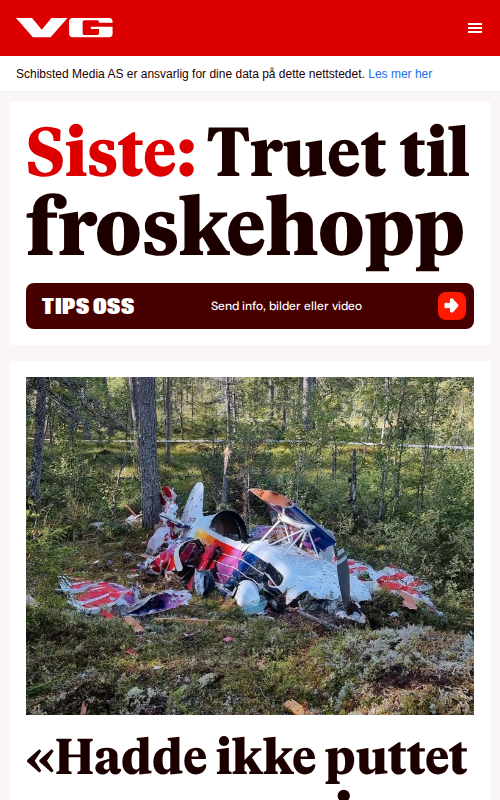 VG
Schibsted Media AS er ansvarlig for dine data på dette nettstedet. Les mer her
Siste: Truet til
froskehopp
TIPS OSS
Send info, bilder eller video
«Hadde ikke puttet